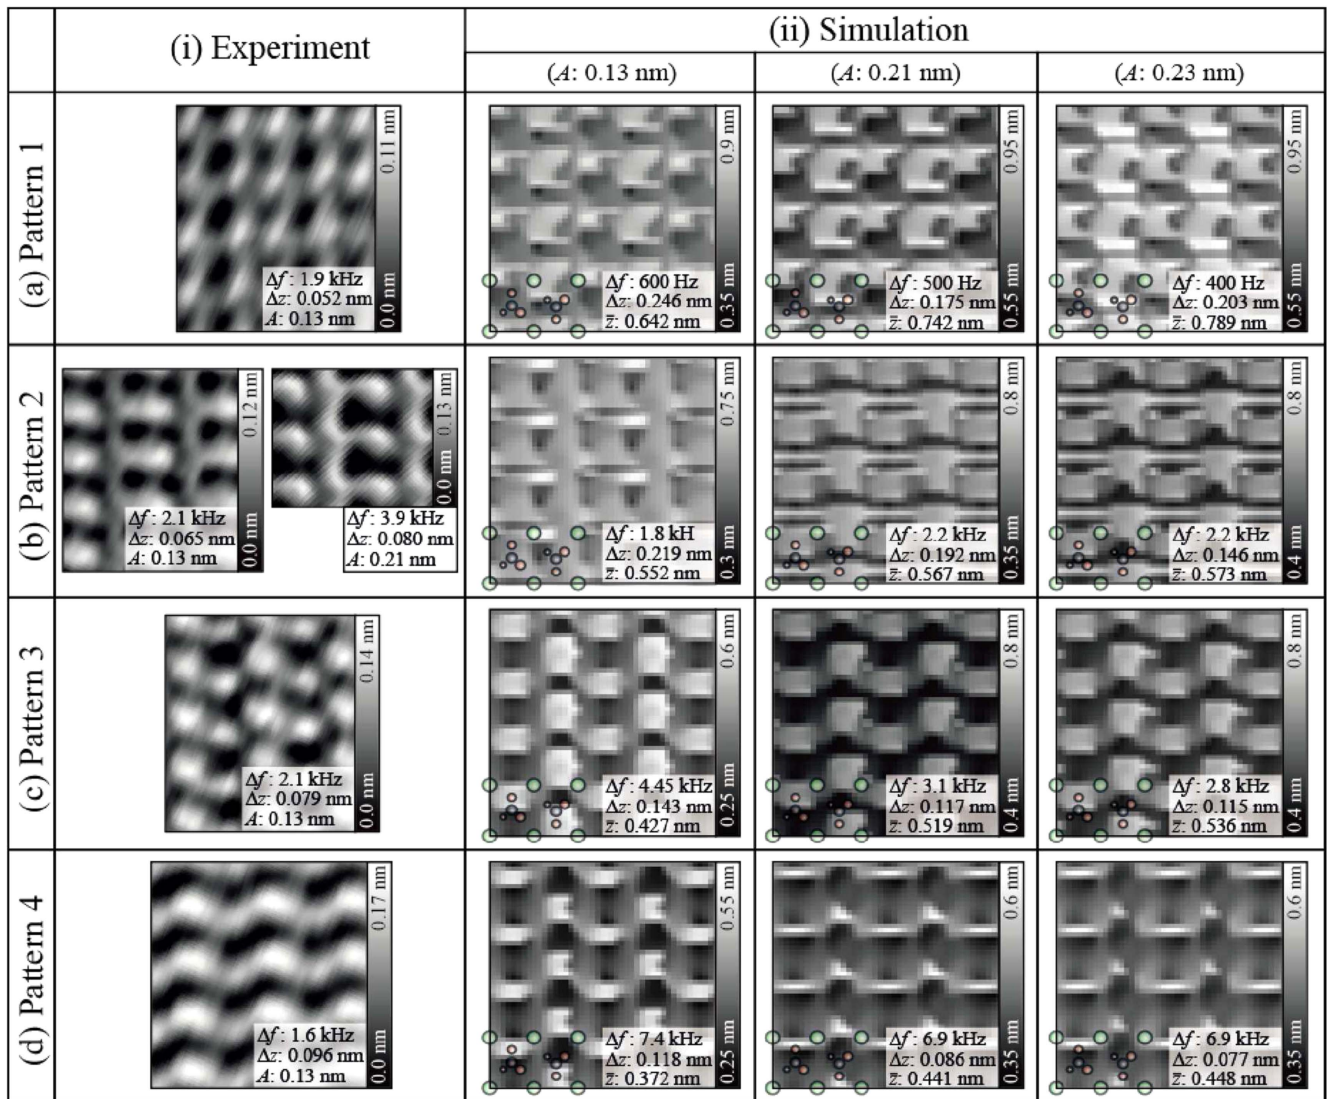 (i) Experiment
(ii) Simulation
(A: 0.13 nm)
(A: 0.21 nm)
(A: 0.23 nm)
(a) Pattern 1
0.11 nm
0.0 nm
Δf : 1.9 kHz
Δz: 0.052 nm
A: 0.13 nm
0.9 nm
0.35 nm
Δf : 600 Hz
Δz: 0.246 nm
z̄: 0.642 nm
0.95 nm
0.55 nm
Δf : 500 Hz
Δz: 0.175 nm
z̄: 0.742 nm
0.95 nm
0.55 nm
Δf : 400 Hz
Δz: 0.203 nm
z̄: 0.789 nm
(b) Pattern 2
0.12 nm
0.0 nm
Δf : 2.1 kHz
Δz: 0.065 nm
A: 0.13 nm
0.13 nm
0.0 nm
Δf : 3.9 kHz
Δz: 0.080 nm
A: 0.21 nm
0.75 nm
0.3 nm
Δf : 1.8 kH
Δz: 0.219 nm
z̄: 0.552 nm
0.8 nm
0.35 nm
Δf : 2.2 kHz
Δz: 0.192 nm
z̄: 0.567 nm
0.8 nm
0.4 nm
Δf : 2.2 kHz
Δz: 0.146 nm
z̄: 0.573 nm
(c) Pattern 3
0.14 nm
0.0 nm
Δf : 2.1 kHz
Δz: 0.079 nm
A: 0.13 nm
0.6 nm
0.25 nm
Δf : 4.45 kHz
Δz: 0.143 nm
z̄: 0.427 nm
0.8 nm
0.4 nm
Δf : 3.1 kHz
Δz: 0.117 nm
z̄: 0.519 nm
0.8 nm
0.4 nm
Δf : 2.8 kHz
Δz: 0.115 nm
z̄: 0.536 nm
(d) Pattern 4
0.17 nm
0.0 nm
Δf : 1.6 kHz
Δz: 0.096 nm
A: 0.13 nm
0.55 nm
0.25 nm
Δf : 7.4 kHz
Δz: 0.118 nm
z̄: 0.372 nm
0.6 nm
0.35 nm
Δf : 6.9 kHz
Δz: 0.086 nm
z̄: 0.441 nm
0.6 nm
0.35 nm
Δf : 6.9 kHz
Δz: 0.077 nm
z̄: 0.448 nm